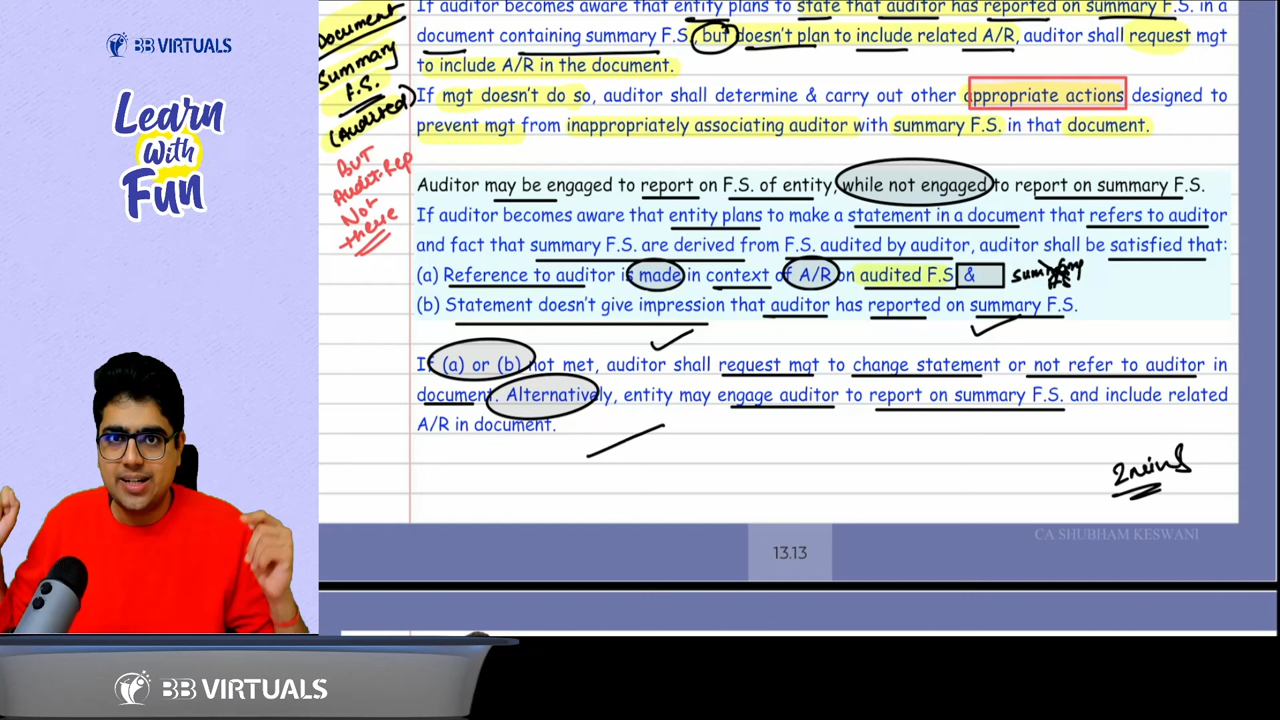 BB VIRTUALS
Learn
With
Fun
Document
Summary
F.S.
(Audited)
BUT
Audit Rep
Not
there
If auditor becomes aware that entity plans to state that auditor has reported on summary F.S. in a
document containing summary F.S., but doesn't plan to include related A/R, auditor shall request mgt
to include A/R in the document.
If mgt doesn't do so, auditor shall determine & carry out other appropriate actions designed to
prevent mgt from inappropriately associating auditor with summary F.S. in that document.
Auditor may be engaged to report on F.S. of entity, while not engaged to report on summary F.S.
If auditor becomes aware that entity plans to make a statement in a document that refers to auditor
and fact that summary F.S. are derived from F.S. audited by auditor, auditor shall be satisfied that:
(a) Reference to auditor is made in context of A/R on audited F.S &
(b) Statement doesn't give impression that auditor has reported on summary F.S.
If (a) or (b) not met, auditor shall request mgt to change statement or not refer to auditor in
document. Alternatively, entity may engage auditor to report on summary F.S. and include related
A/R in document.
2 mins
CA SHUBHAM KESWANI
13.13
BB VIRTUALS